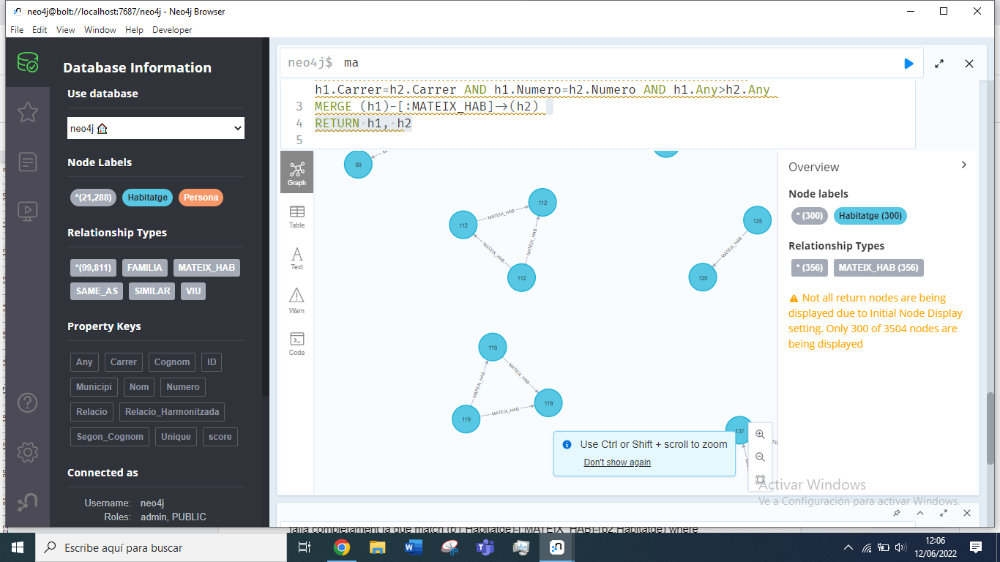 neo4j@bolt://localhost:7687/neo4j - Neo4j Browser
File Edit View Window Help Developer
Database Information
Use database
neo4j
Node Labels
*(21,288) Habitatge Persona
Relationship Types
*(99,811) FAMILIA MATEIX_HAB
SAME_AS SIMILAR VIU
Property Keys
Any Carrer Cognom ID
Municipi Nom Numero
Relacio Relacio_Harmonitzada
Segon_Cognom Unique score
Connected as
Username: neo4j
Roles: admin, PUBLIC
neo4j$ ma
h1.Carrer=h2.Carrer AND h1.Numero=h2.Numero AND h1.Any>h2.Any
3 MERGE (h1)-[:MATEIX_HAB]->(h2)
4 RETURN h1, h2
5
Graph
Table
Text
Warn
Code
99
112
MATEIX_HAB
112
MATEIX_HAB
MATEIX_HAB
112
125
MATEIX_HAB
125
119
MATEIX_HAB
MATEIX_HAB
119
MATEIX_HAB
119
137
Use Ctrl or Shift + scroll to zoom
Don't show again
Overview
Node labels
* (300) Habitatge (300)
Relationship Types
* (356) MATEIX_HAB (356)
Not all return nodes are being
displayed due to Initial Node Display
setting. Only 300 of 3504 nodes are
being displayed
Activar Windows
Ve a Configuración para activar Windows.
falla completament ja que match (p1:Habitatge)-[:MATEIX_HAB]-(p2:Habitatge) where
Escribe aquí para buscar
12:06
12/06/2022